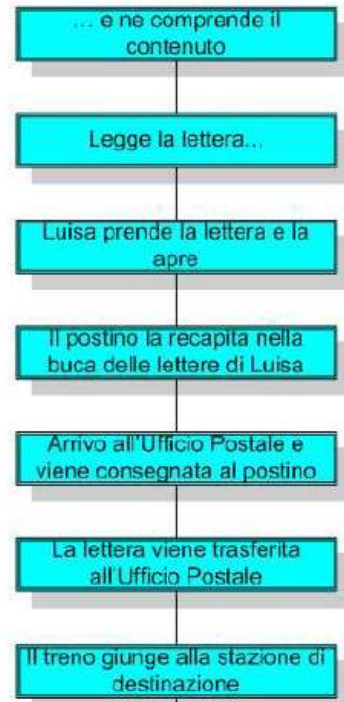 ... e ne comprende il
contenuto
Legge la lettera...
Luisa prende la lettera e la
apre
Il postino la recapita nella
buca delle lettere di Luisa
Arrivo all'Ufficio Postale e
viene consegnata al postino
La lettera viene trasferita
all'Ufficio Postale
Il treno giunge alla stazione di
destinazione